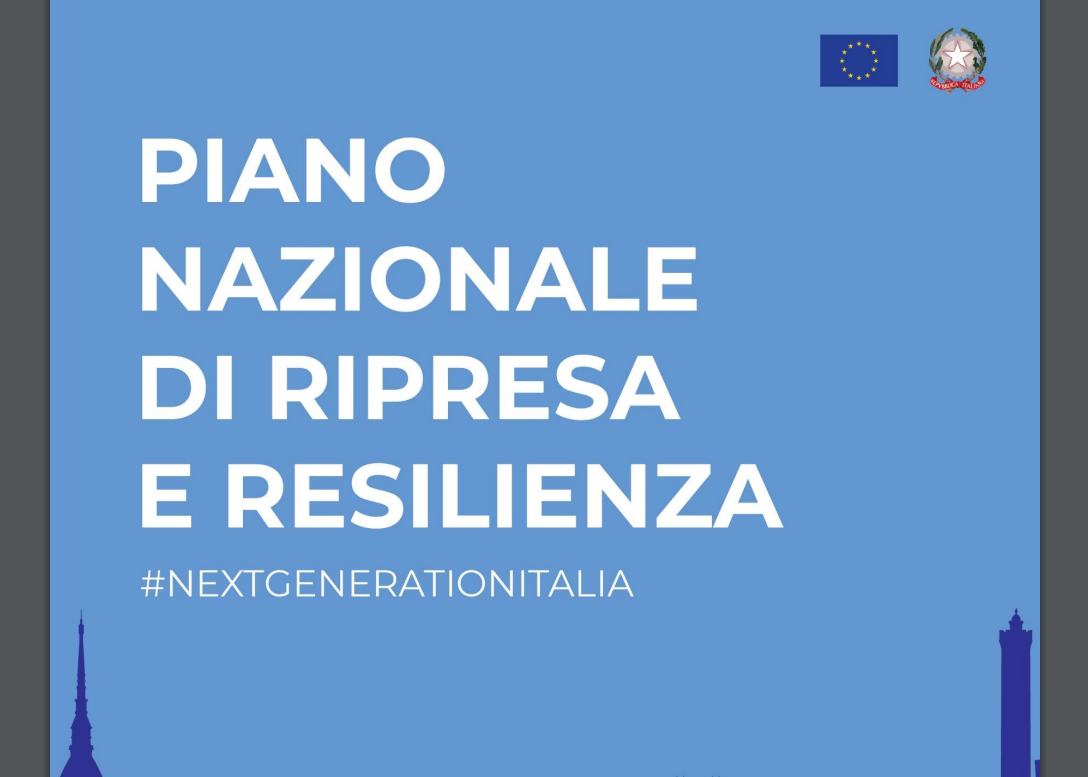 PIANO
NAZIONALE
DI RIPRESA
E RESILIENZA
#NEXTGENERATIONITALIA